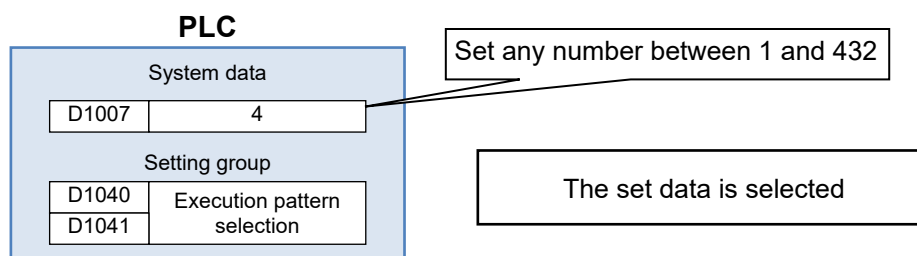 PLC
Set any number between 1 and 432
System data
D1007 4
Setting group
D1040
Execution pattern
D1041
selection
The set data is selected